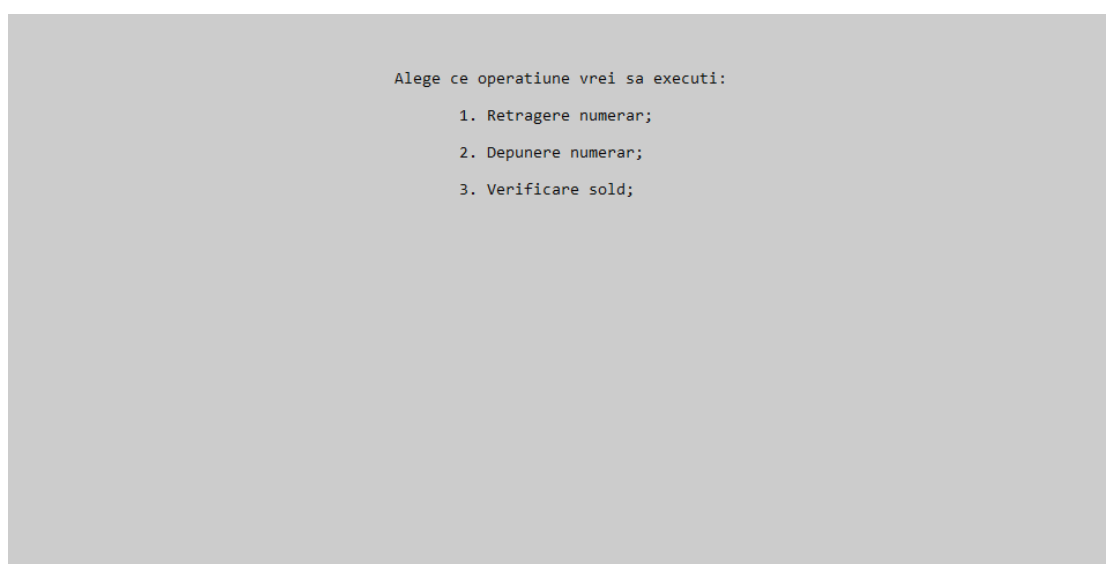 Alege ce operatiune vrei sa executi:
1. Retragere numerar;
2. Depunere numerar;
3. Verificare sold;